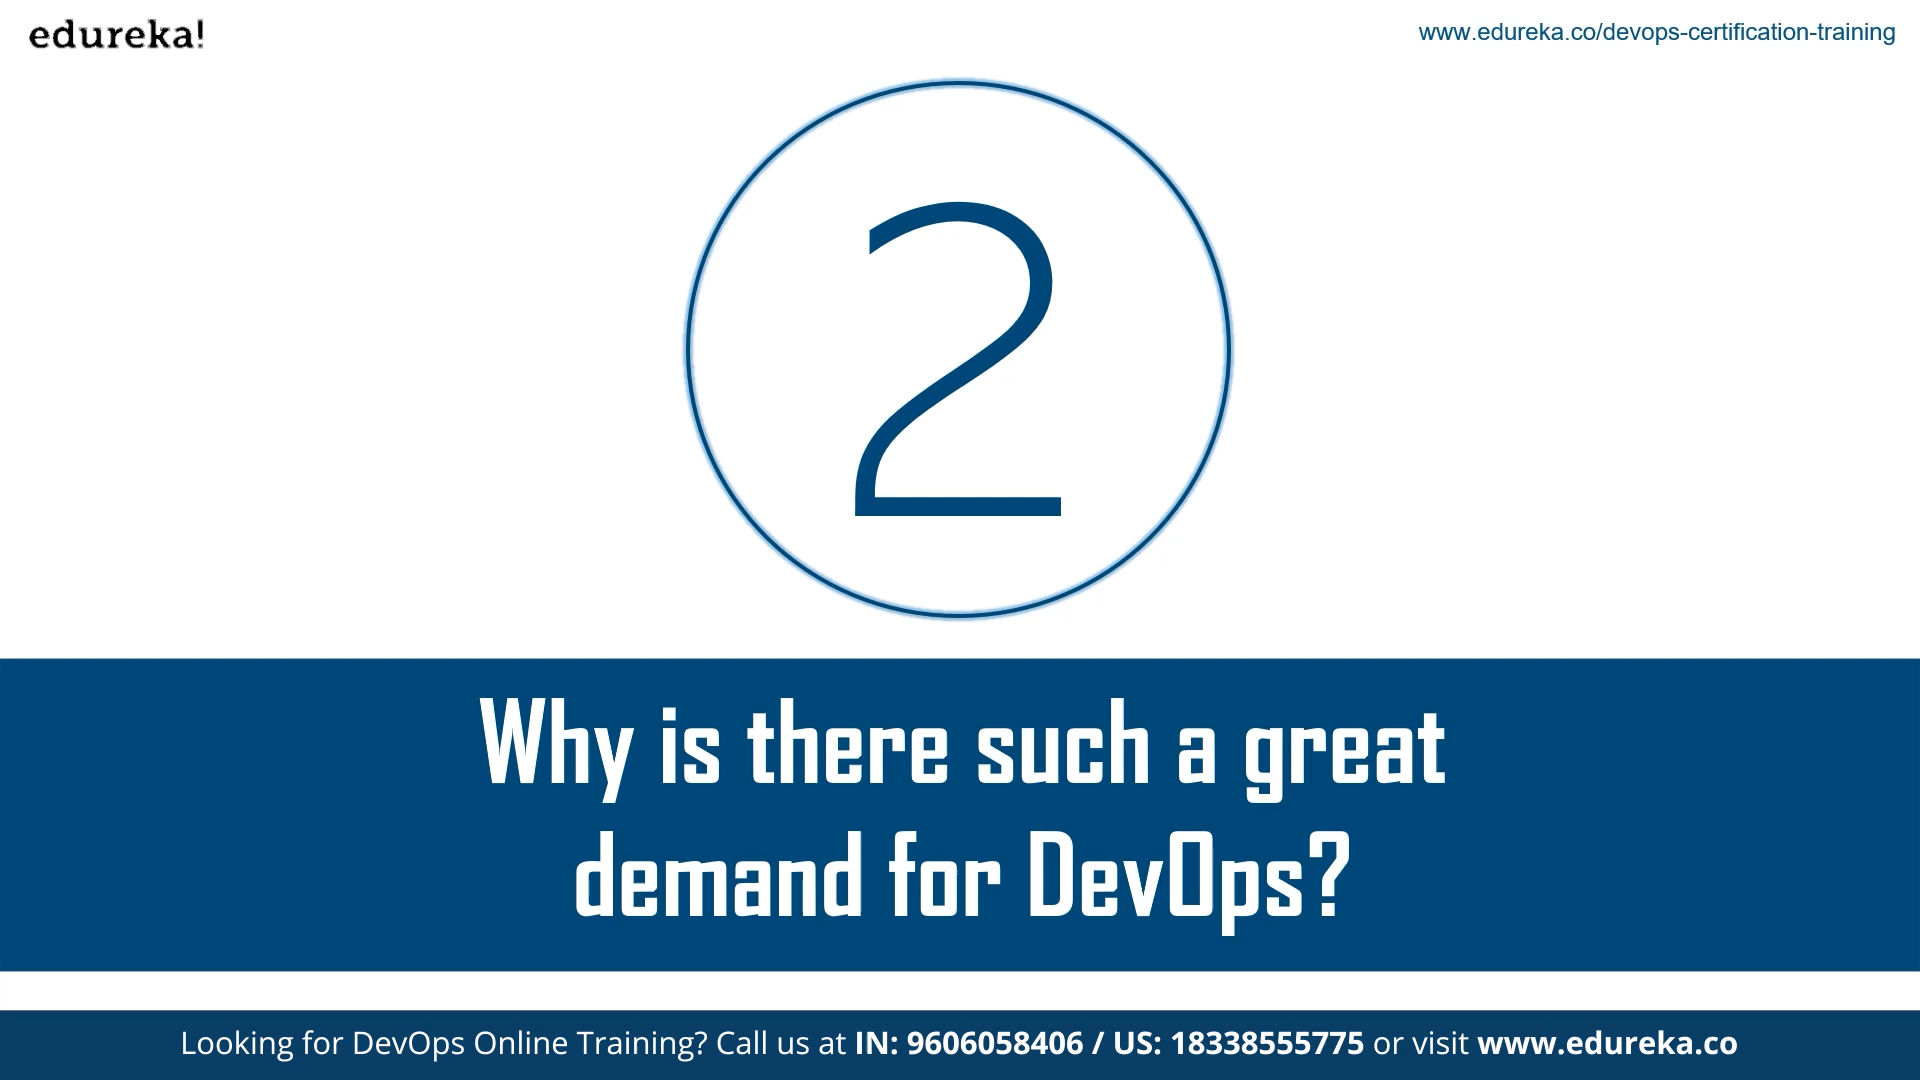 edureka!
www.edureka.co/devops-certification-training
2
Why is there such a great
demand for DevOps?
Looking for DevOps Online Training? Call us at IN: 9606058406 / US: 18338555775 or visit www.edureka.co